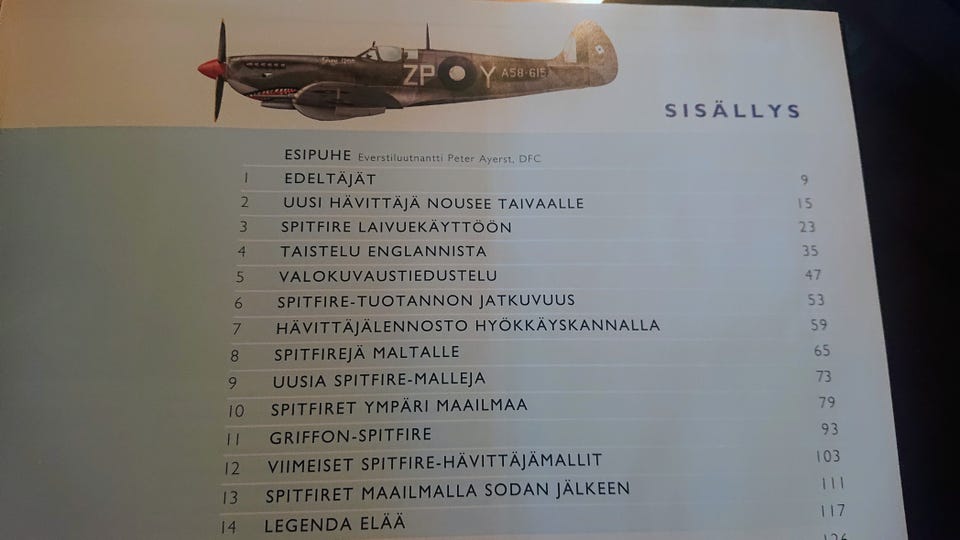 ZP Y A58-615
SISÄLLYS
ESIPUHE Everstiluutnantti Peter Ayerst, DFC
1 EDELTÄJÄT 9
2 UUSI HÄVITTÄJÄ NOUSEE TAIVAALLE 15
3 SPITFIRE LAIVUEKÄYTTÖÖN 23
4 TAISTELU ENGLANNISTA 35
5 VALOKUVAUSTIEDUSTELU 47
6 SPITFIRE-TUOTANNON JATKUVUUS 53
7 HÄVITTÄJÄLENNOSTO HYÖKKÄYSKANNALLA 59
8 SPITFIREJÄ MALTALLE 65
9 UUSIA SPITFIRE-MALLEJA 73
10 SPITFIRET YMPÄRI MAAILMAA 79
11 GRIFFON-SPITFIRE 93
12 VIIMEISET SPITFIRE-HÄVITTÄJÄMALLIT 103
13 SPITFIRET MAAILMALLA SODAN JÄLKEEN 111
14 LEGENDA ELÄÄ 117